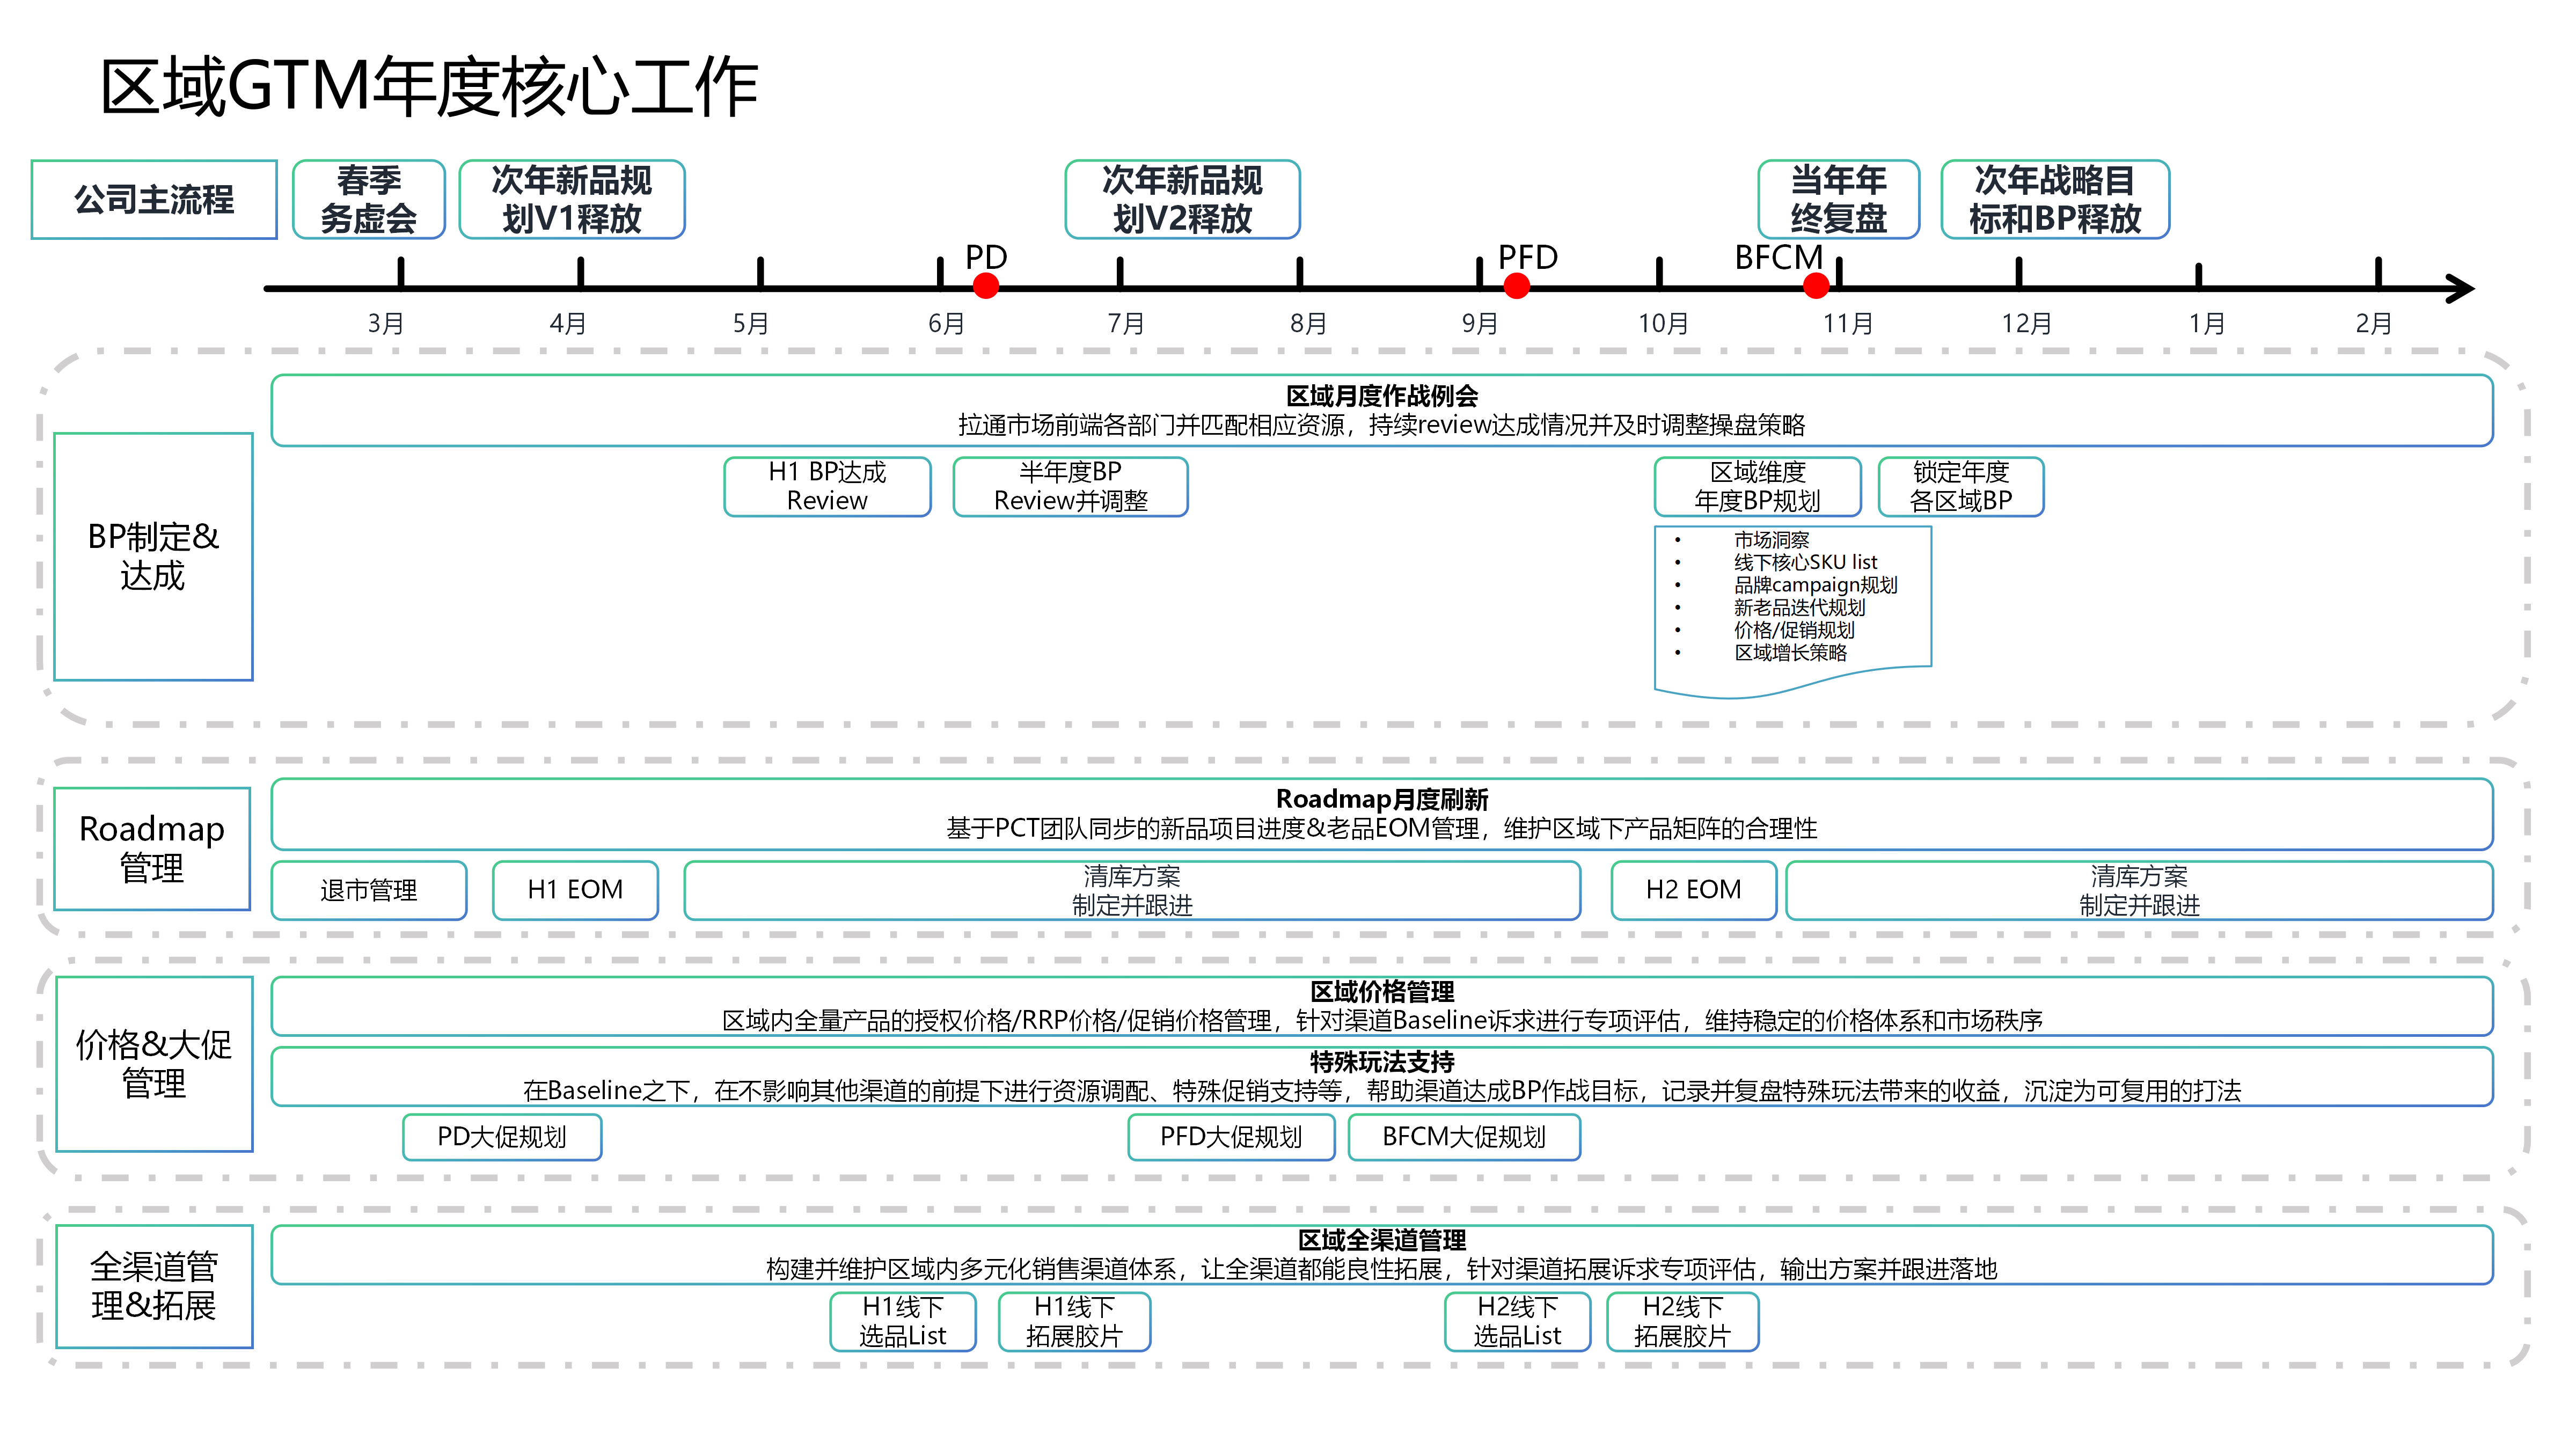 区域GTM年度核心工作
公司主流程
春季
务虚会
次年新品规
划V1释放
次年新品规
划V2释放
当年年
终复盘
次年战略目
标和BP释放
PD
PFD
BFCM
3月
4月
5月
6月
7月
8月
9月
10月
11月
12月
1月
2月
BP制定&
达成
区域月度作战例会
拉通市场前端各部门并匹配相应资源，持续review达成情况并及时调整操盘策略
H1 BP达成
Review
半年度BP
Review并调整
区域维度
年度BP规划
锁定年度
各区域BP
• 市场洞察
• 线下核心SKU list
• 品牌campaign规划
• 新老品迭代规划
• 价格/促销规划
• 区域增长策略
Roadmap
管理
Roadmap月度刷新
基于PCT团队同步的新品项目进度&老品EOM管理，维护区域下产品矩阵的合理性
退市管理
H1 EOM
清库方案
制定并跟进
H2 EOM
清库方案
制定并跟进
价格&大促
管理
区域价格管理
区域内全量产品的授权价格/RRP价格/促销价格管理，针对渠道Baseline诉求进行专项评估，维持稳定的价格体系和市场秩序
特殊玩法支持
在Baseline之下，在不影响其他渠道的前提下进行资源调配、特殊促销支持等，帮助渠道达成BP作战目标，记录并复盘特殊玩法带来的收益，沉淀为可复用的打法
PD大促规划
PFD大促规划
BFCM大促规划
全渠道管
理&拓展
区域全渠道管理
构建并维护区域内多元化销售渠道体系，让全渠道都能良性拓展，针对渠道拓展诉求专项评估，输出方案并跟进落地
H1线下
选品List
H1线下
拓展胶片
H2线下
选品List
H2线下
拓展胶片